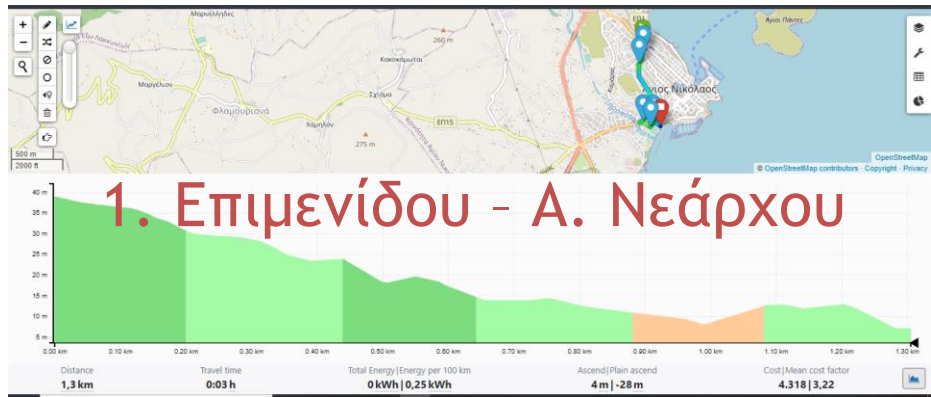 Μαρνέλληδες
ΕΠ1
Άγιοι Πάντες
260 m
Κακοκάμωται
Μαργέλιον
Σχίσμα
Άγιος Νικόλαος
Φλαμουριανά
Χαμηλόν
ΕΠ15
275 m
500 m
2000 ft
OpenStreetMap
© OpenStreetMap contributors - Copyright - Privacy
1. Επιμενίδου – Α. Νεάρχου
40 m
35 m
30 m
25 m
20 m
15 m
10 m
5 m
0.00 km 0.10 km 0.20 km 0.30 km 0.40 km 0.50 km 0.60 km 0.70 km 0.80 km 0.90 km 1.00 km 1.10 km 1.20 km 1.30 km
Distance Travel time Total Energy|Energy per 100 km Ascend|Plain ascend Cost|Mean cost factor
1,3 km 0:03 h 0 kWh | 0,25 kWh 4 m | -28 m 4.318 | 3,22